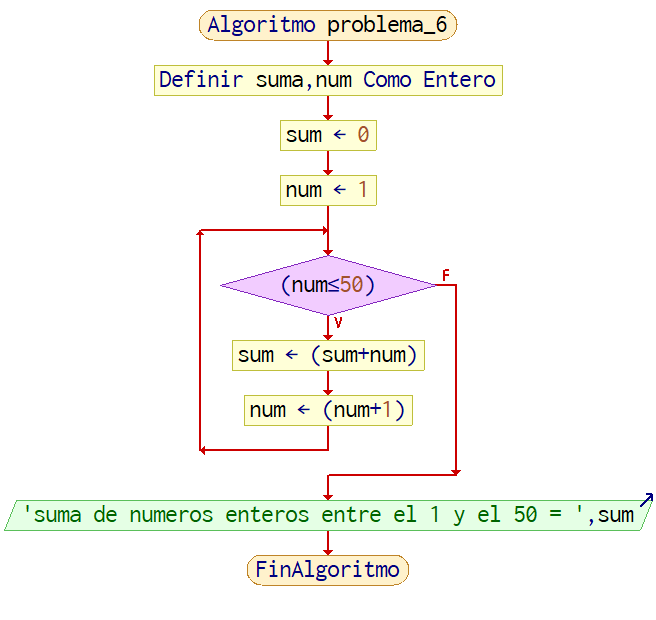 Algoritmo problema_6
Definir suma,num Como Entero
sum ← 0
num ← 1
(num≤50)
F
V
sum ← (sum+num)
num ← (num+1)
'suma de numeros enteros entre el 1 y el 50 = ',sum
FinAlgoritmo